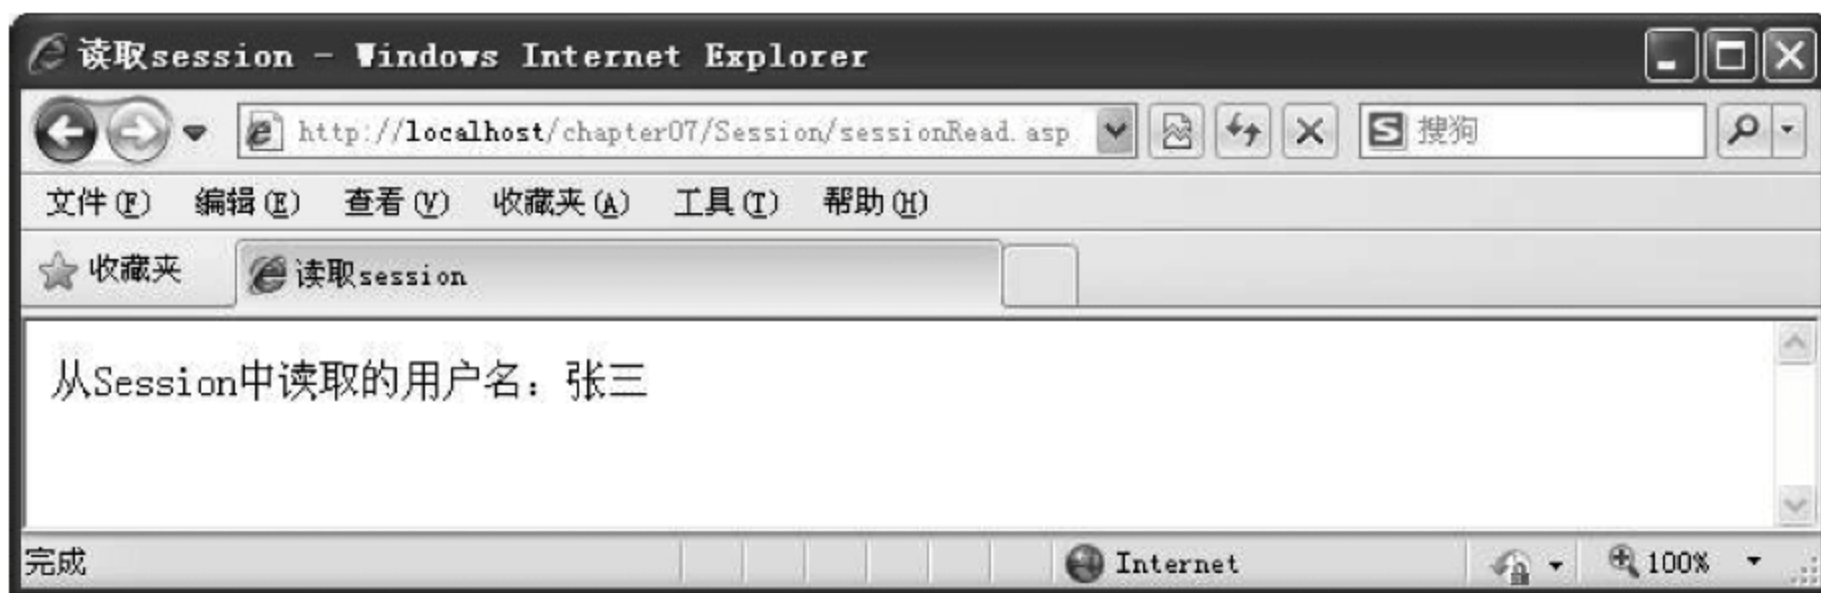 读取session - Windows Internet Explorer
http://localhost/chapter07/Session/sessionRead.asp 搜狗
文件(F) 编辑(E) 查看(V) 收藏夹(A) 工具(T) 帮助(H)
收藏夹 读取session
从Session中读取的用户名：张三
完成 Internet 100%